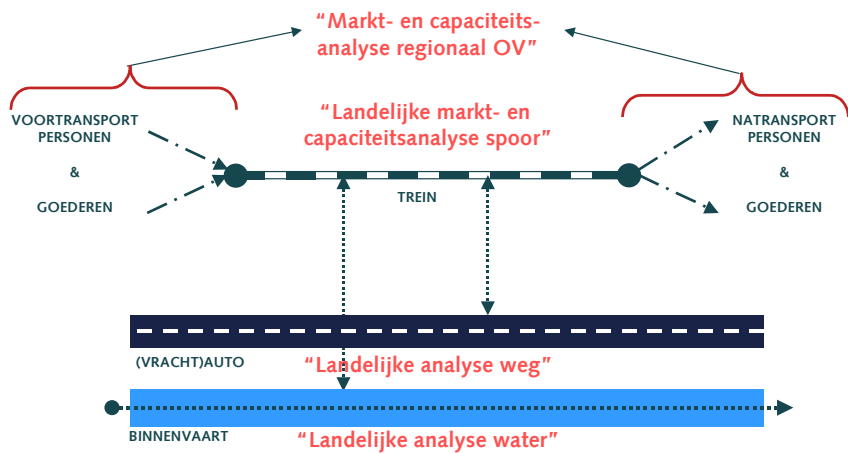 “Markt- en capaciteits-
analyse regionaal OV”
“Landelijke markt- en
capaciteitsanalyse spoor”
VOORTRANSPORT
PERSONEN
&
GOEDEREN
NATRANSPORT
PERSONEN
&
GOEDEREN
TREIN
(VRACHT)AUTO
“Landelijke analyse weg”
BINNENVAART
“Landelijke analyse water”